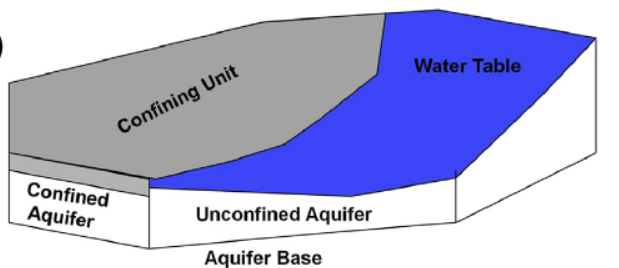 Water Table
Confining Unit
Confined
Aquifer
Unconfined Aquifer
Aquifer Base